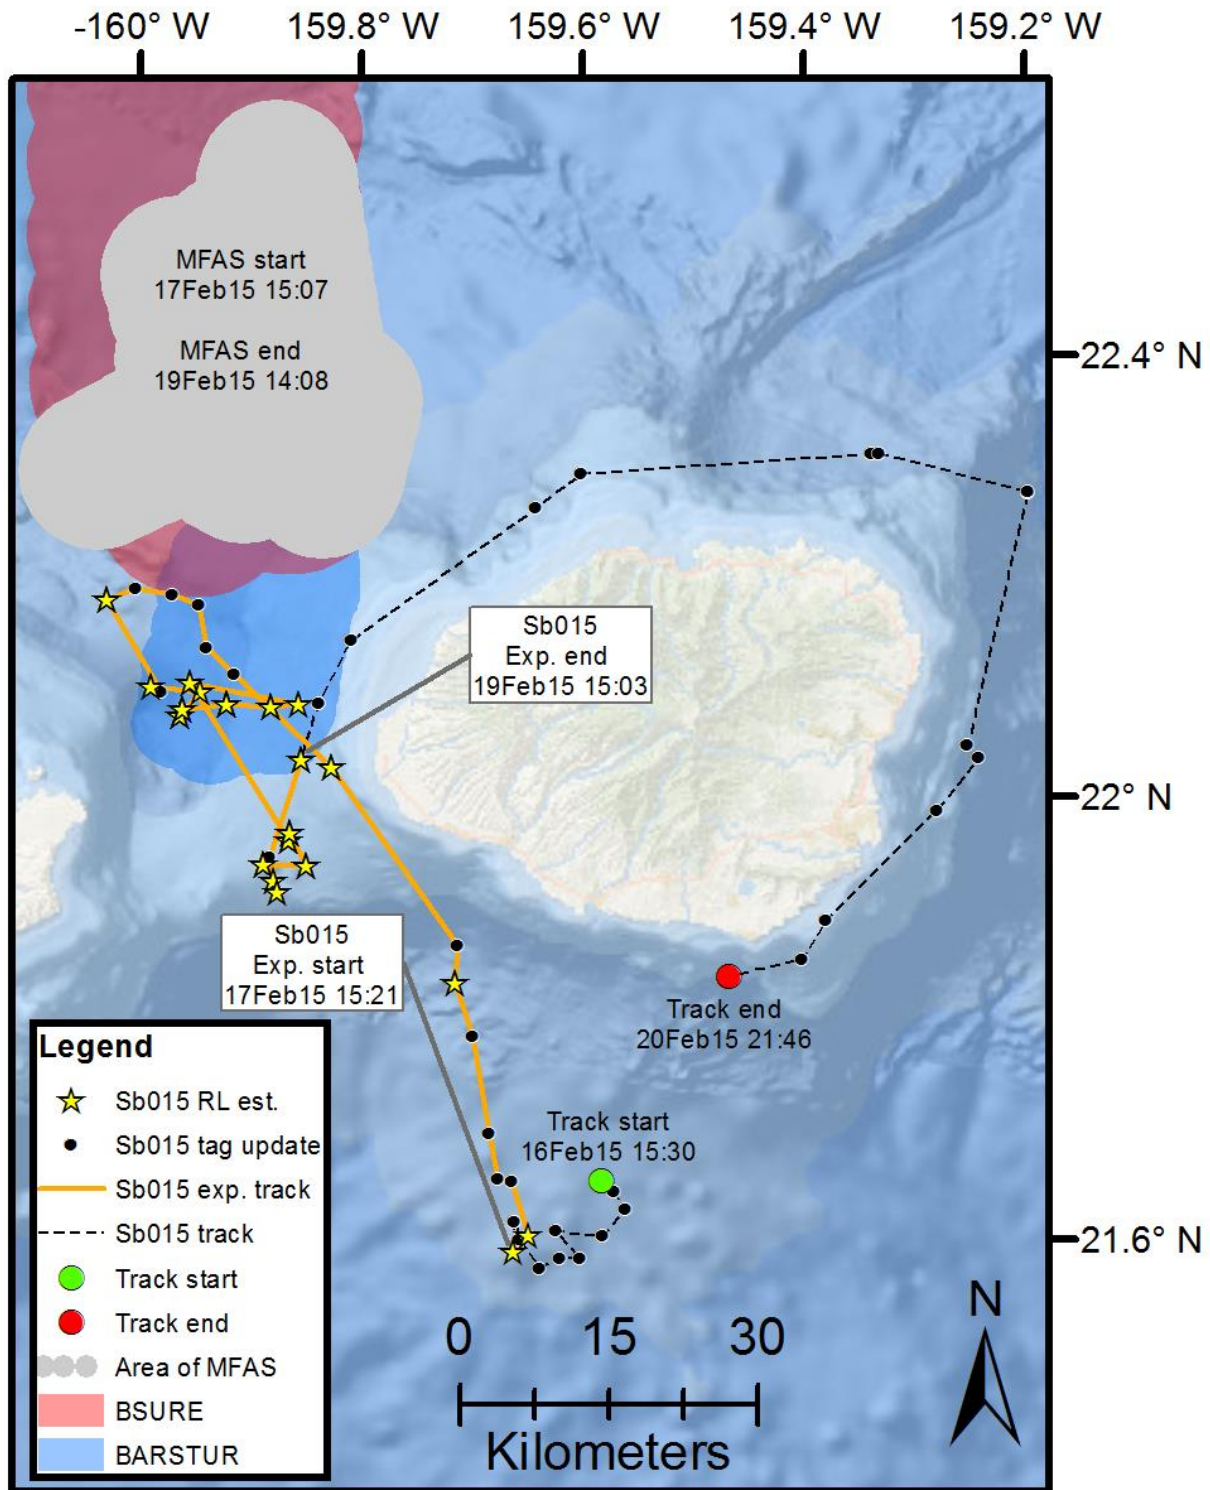 -160° W 159.8° W 159.6° W 159.4° W 159.2° W
MFAS start
17Feb15 15:07
MFAS end
19Feb15 14:08
22.4° N
Sb015
Exp. end
19Feb15 15:03
22° N
Sb015
Exp. start
17Feb15 15:21
Track end
20Feb15 21:46
Track start
16Feb15 15:30
21.6° N
Legend
Sb015 RL est.
Sb015 tag update
Sb015 exp. track
Sb015 track
Track start
Track end
Area of MFAS
BSURE
BARSTUR
0 15 30
Kilometers
N